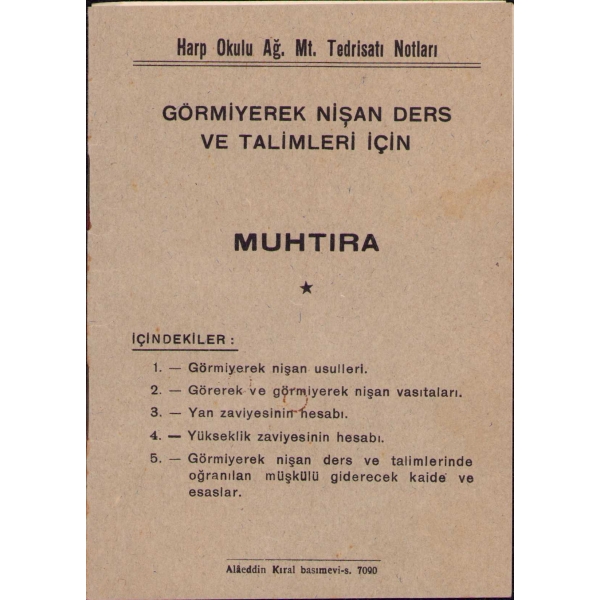 Harp Okulu Ağ. Mt. Tedrisatı Notları
GÖRMİYEREK NİŞAN DERS
VE TALİMLERİ İÇİN
MUHTIRA
İÇİNDEKİLER :
1. — Görmiyerek nişan usulleri.
2. — Görerek ve görmiyerek nişan vasıtaları.
3. — Yan zaviyesinin hesabı.
4. — Yükseklik zaviyesinin hesabı.
5. — Görmiyerek nişan ders ve talimlerinde
oğranılan müşkülü giderecek kaide ve
esaslar.
Alâeddin Kıral basımevi-s. 7090